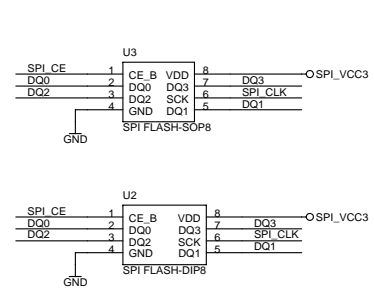 U3
SPI_CE 1 CE_B VDD 8 SPI_VCC3
DQ0 2 DQ0 DQ3 7 DQ3
DQ2 3 DQ2 SCK 6 SPI_CLK
4 GND DQ1 5 DQ1
SPI FLASH-SOP8
GND
U2
SPI_CE 1 CE_B VDD 8 SPI_VCC3
DQ0 2 DQ0 DQ3 7 DQ3
DQ2 3 DQ2 SCK 6 SPI_CLK
4 GND DQ1 5 DQ1
SPI FLASH-DIP8
GND